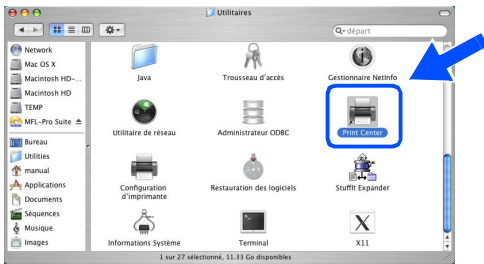 Utilitaires
départ
Network
Mac OS X
Macintosh HD-...
Macintosh HD
TEMP
MFL-Pro Suite
Bureau
Utilities
manual
Applications
Documents
Séquences
Musique
Images
Java
Trousseau d'accès
Gestionnaire NetInfo
Utilitaire de réseau
Administrateur ODBC
Print Center
Configuration
d'imprimante
Restauration des logiciels
StuffIt Expander
Informations Système
Terminal
X11
1 sur 27 sélectionné, 11.33 Go disponibles